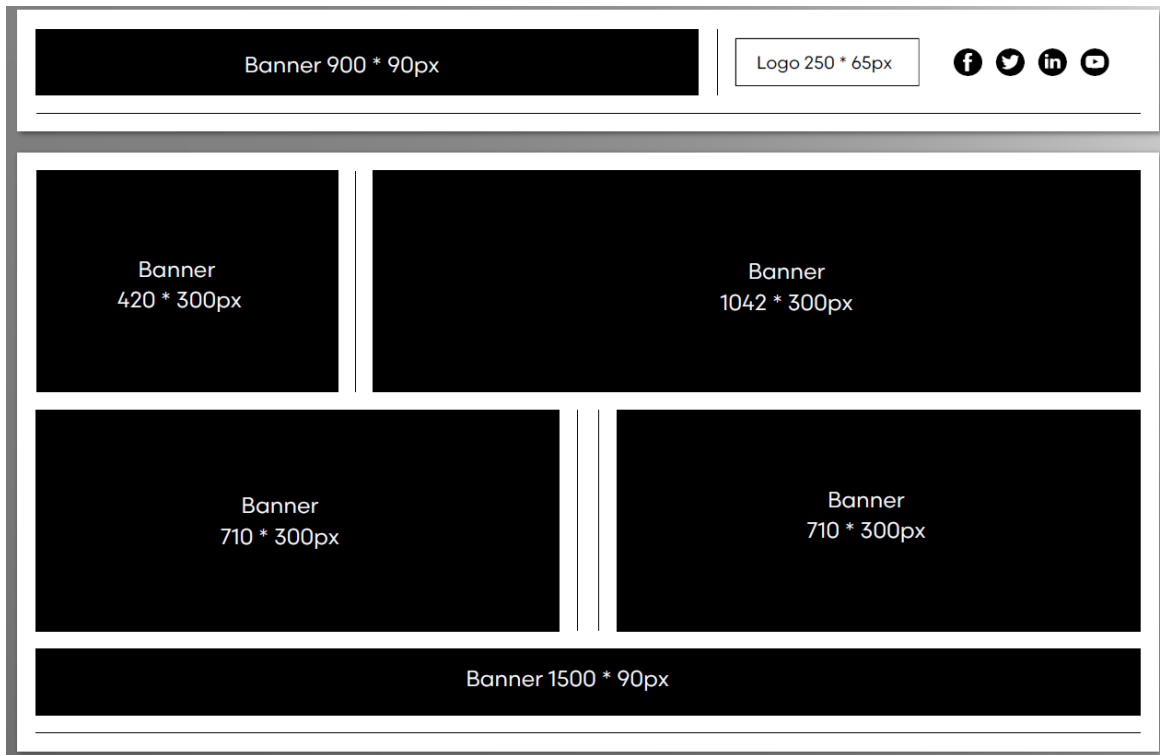 Banner 900 * 90px
Logo 250 * 65px
Banner
420 * 300px
Banner
1042 * 300px
Banner
710 * 300px
Banner
710 * 300px
Banner 1500 * 90px